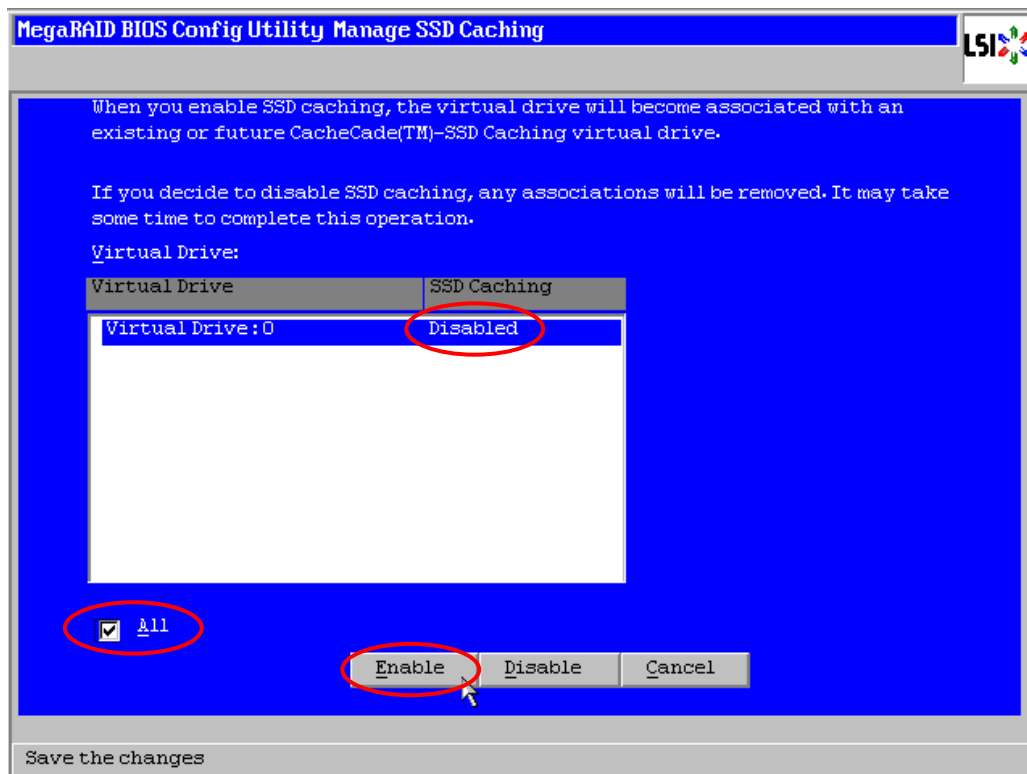 MegaRAID BIOS Config Utility Manage SSD Caching
LSI
When you enable SSD caching, the virtual drive will become associated with an
existing or future CacheCade(TM)-SSD Caching virtual drive.
If you decide to disable SSD caching, any associations will be removed. It may take
some time to complete this operation.
Virtual Drive:
Virtual Drive SSD Caching
Virtual Drive:0 Disabled
All
Enable Disable Cancel
Save the changes